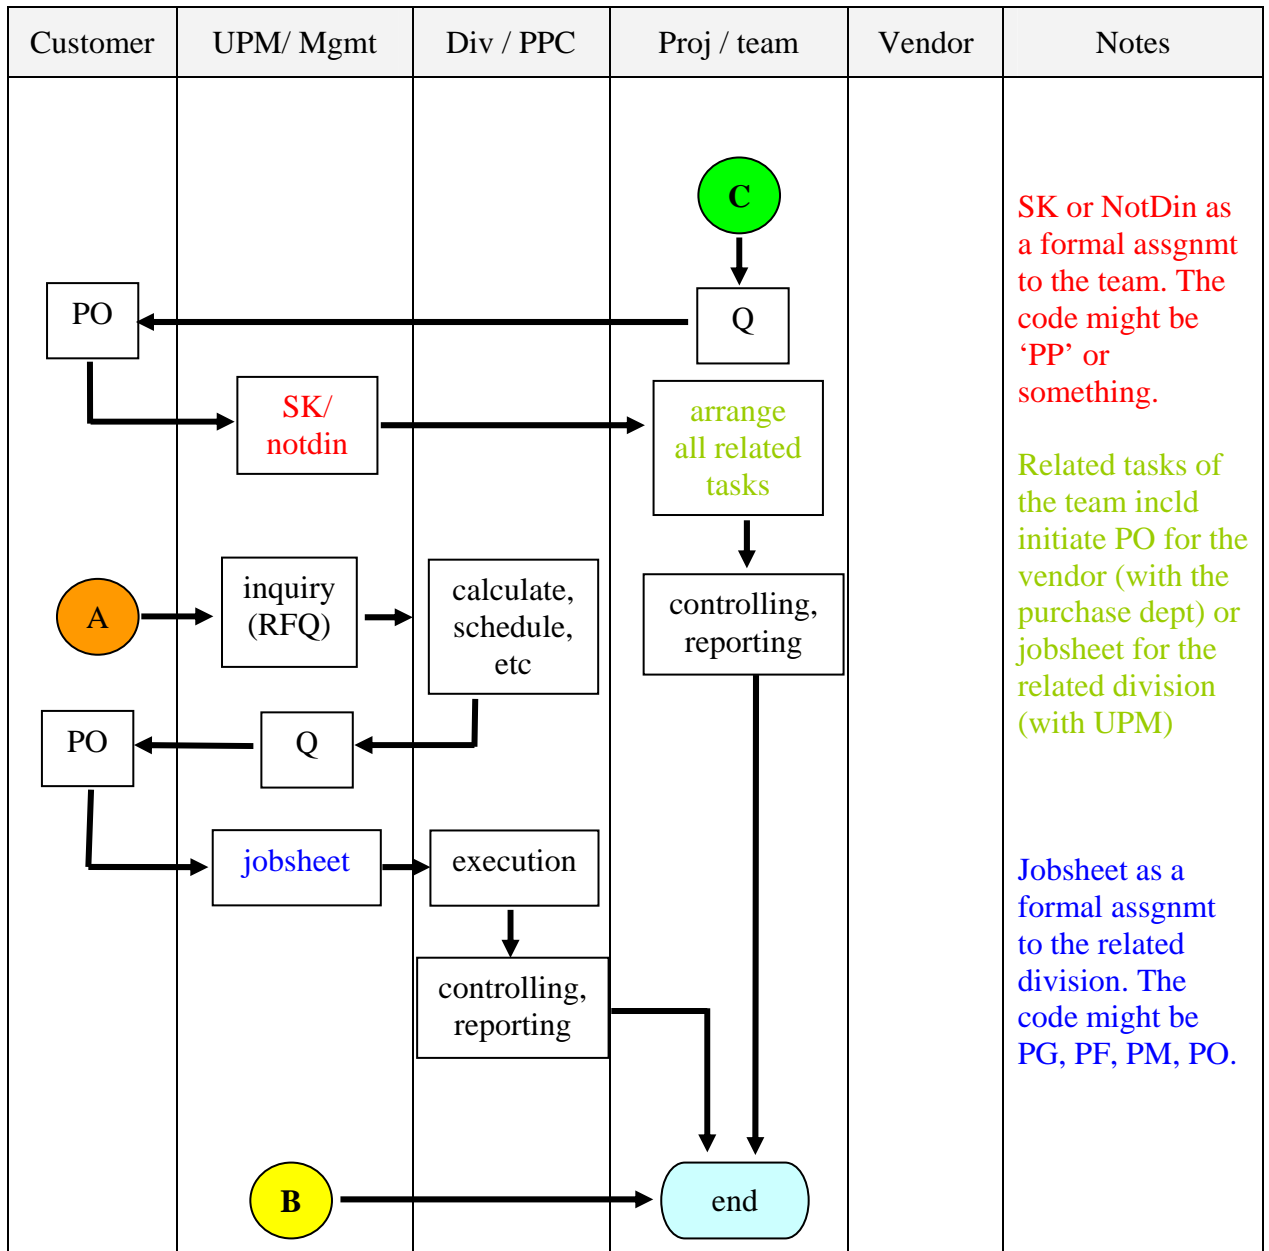 Customer
UPM/ Mgmt
Div / PPC
Proj / team
Vendor
Notes
C
Q
PO
SK/
notdin
arrange
all related
tasks
controlling,
reporting
A
inquiry
(RFQ)
calculate,
schedule,
etc
Q
PO
jobsheet
execution
controlling,
reporting
B
end
SK or NotDin as
a formal assgnmt
to the team. The
code might be
‘PP’ or
something.
Related tasks of
the team incld
initiate PO for the
vendor (with the
purchase dept) or
jobsheet for the
related division
(with UPM)
Jobsheet as a
formal assgnmt
to the related
division. The
code might be
PG, PF, PM, PO.